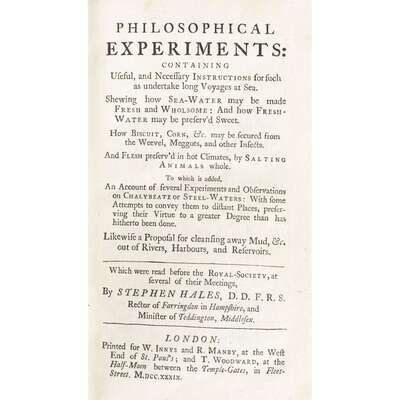 PHILOSOPHICAL
EXPERIMENTS:
CONTAINING
Useful, and Necessary INSTRUCTIONS for such
as undertake long Voyages at Sea.
Shewing how SEA-WATER may be made
FRESH and WHOLSOME: And how FRESH-
WATER may be preserv'd Sweet.
How BISCUIT, CORN, &c. may be secured from
the Weevel, Meggots, and other Insects.
And FLESH preserv'd in hot Climates, by SALTING
ANIMALS whole.
To which is added,
An Account of several Experiments and Observations
on CHALYBEATE or STEEL-WATERS: With some
Attempts to convey them to distant Places, preser-
ving their Virtue to a greater Degree than has
hitherto been done.
Likewise a Proposal for cleansing away Mud, &c.
out of Rivers, Harbours, and Reservoirs.
Which were read before the ROYAL-SOCIETY, at
several of their Meetings,
By STEPHEN HALES, D. D. F. R. S.
Rector of Farringdon in Hampshire, and
Minister of Teddington, Middlesex.
LONDON:
Printed for W. INNYS and R. MANBY, at the West
End of St. Paul's; and T. WOODWARD, at the
Half-Moon between the Temple-Gates, in Fleet-
Street. M.DCC.XXXIX.